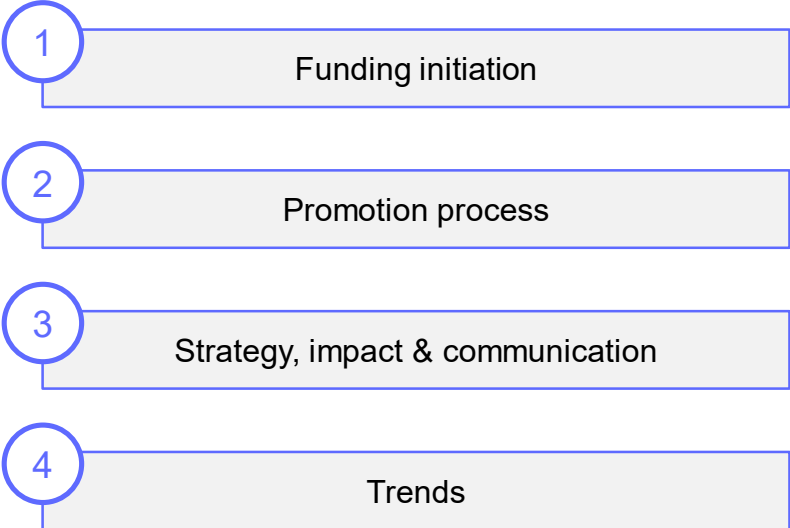 1
Funding initiation
2
Promotion process
3
Strategy, impact & communication
4
Trends